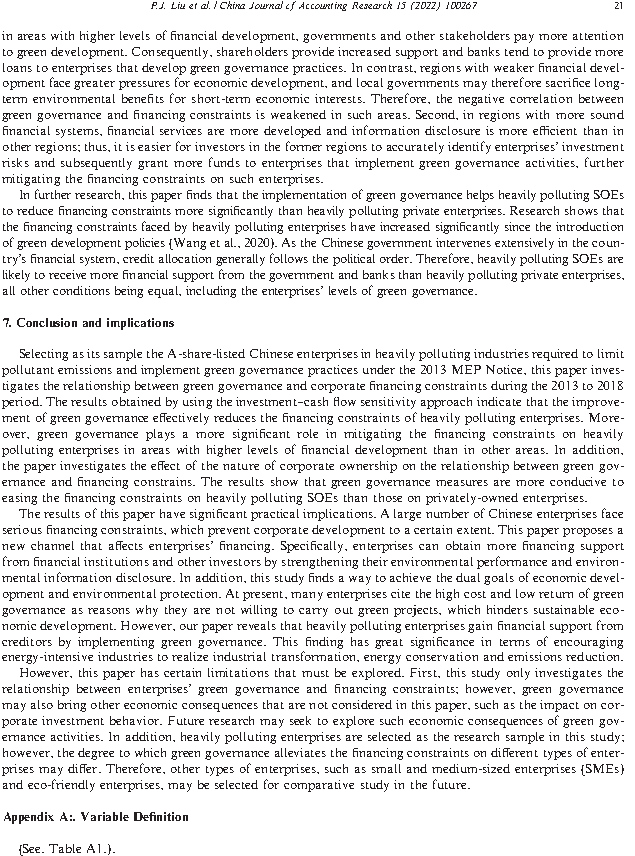 P.J. Liu et al. / China Journal of Accounting Research 15 (2022) 100267 21
in areas with higher levels of financial development, governments and other stakeholders pay more attention
to green development. Consequently, shareholders provide increased support and banks tend to provide more
loans to enterprises that develop green governance practices. In contrast, regions with weaker financial devel-
opment face greater pressures for economic development, and local governments may therefore sacrifice long-
term environmental benefits for short-term economic interests. Therefore, the negative correlation between
green governance and financing constraints is weakened in such areas. Second, in regions with more sound
financial systems, financial services are more developed and information disclosure is more efficient than in
other regions; thus, it is easier for investors in the former regions to accurately identify enterprises' investment
risks and subsequently grant more funds to enterprises that implement green governance activities, further
mitigating the financing constraints on such enterprises.
In further research, this paper finds that the implementation of green governance helps heavily polluting SOEs
to reduce financing constraints more significantly than heavily polluting private enterprises. Research shows that
the financing constraints faced by heavily polluting enterprises have increased significantly since the introduction
of green development policies (Wang et al., 2020). As the Chinese government intervenes extensively in the coun-
try's financial system, credit allocation generally follows the political order. Therefore, heavily polluting SOEs are
likely to receive more financial support from the government and banks than heavily polluting private enterprises,
all other conditions being equal, including the enterprises' levels of green governance.
7. Conclusion and implications
Selecting as its sample the A-share-listed Chinese enterprises in heavily polluting industries required to limit
pollutant emissions and implement green governance practices under the 2013 MEP Notice, this paper inves-
tigates the relationship between green governance and corporate financing constraints during the 2013 to 2018
period. The results obtained by using the investment–cash flow sensitivity approach indicate that the improve-
ment of green governance effectively reduces the financing constraints of heavily polluting enterprises. More-
over, green governance plays a more significant role in mitigating the financing constraints on heavily
polluting enterprises in areas with higher levels of financial development than in other areas. In addition,
the paper investigates the effect of the nature of corporate ownership on the relationship between green gov-
ernance and financing constrains. The results show that green governance measures are more conducive to
easing the financing constraints on heavily polluting SOEs than those on privately-owned enterprises.
The results of this paper have significant practical implications. A large number of Chinese enterprises face
serious financing constraints, which prevent corporate development to a certain extent. This paper proposes a
new channel that affects enterprises' financing. Specifically, enterprises can obtain more financing support
from financial institutions and other investors by strengthening their environmental performance and environ-
mental information disclosure. In addition, this study finds a way to achieve the dual goals of economic devel-
opment and environmental protection. At present, many enterprises cite the high cost and low return of green
governance as reasons why they are not willing to carry out green projects, which hinders sustainable eco-
nomic development. However, our paper reveals that heavily polluting enterprises gain financial support from
creditors by implementing green governance. This finding has great significance in terms of encouraging
energy-intensive industries to realize industrial transformation, energy conservation and emissions reduction.
However, this paper has certain limitations that must be explored. First, this study only investigates the
relationship between enterprises' green governance and financing constraints; however, green governance
may also bring other economic consequences that are not considered in this paper, such as the impact on cor-
porate investment behavior. Future research may seek to explore such economic consequences of green gov-
ernance activities. In addition, heavily polluting enterprises are selected as the research sample in this study;
however, the degree to which green governance alleviates the financing constraints on different types of enter-
prises may differ. Therefore, other types of enterprises, such as small and medium-sized enterprises (SMEs)
and eco-friendly enterprises, may be selected for comparative study in the future.
Appendix A:. Variable Definition
(See. Table A1.).